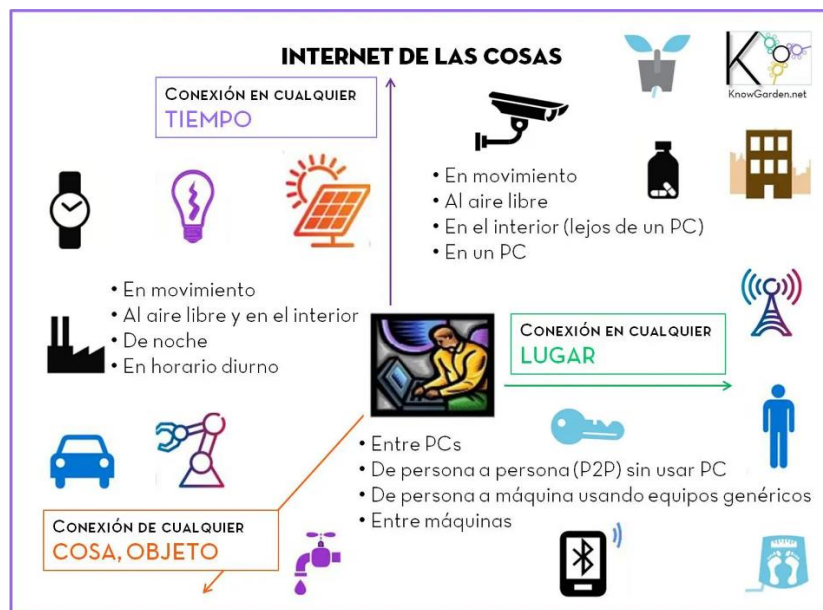 INTERNET DE LAS COSAS
K
KnowGarden.net
CONEXIÓN EN CUALQUIER
TIEMPO
• En movimiento
• Al aire libre
• En el interior (lejos de un PC)
• En un PC
• En movimiento
• Al aire libre y en el interior
• De noche
• En horario diurno
CONEXIÓN EN CUALQUIER
LUGAR
• Entre PCs
• De persona a persona (P2P) sin usar PC
• De persona a máquina usando equipos genéricos
• Entre máquinas
CONEXIÓN DE CUALQUIER
COSA, OBJETO